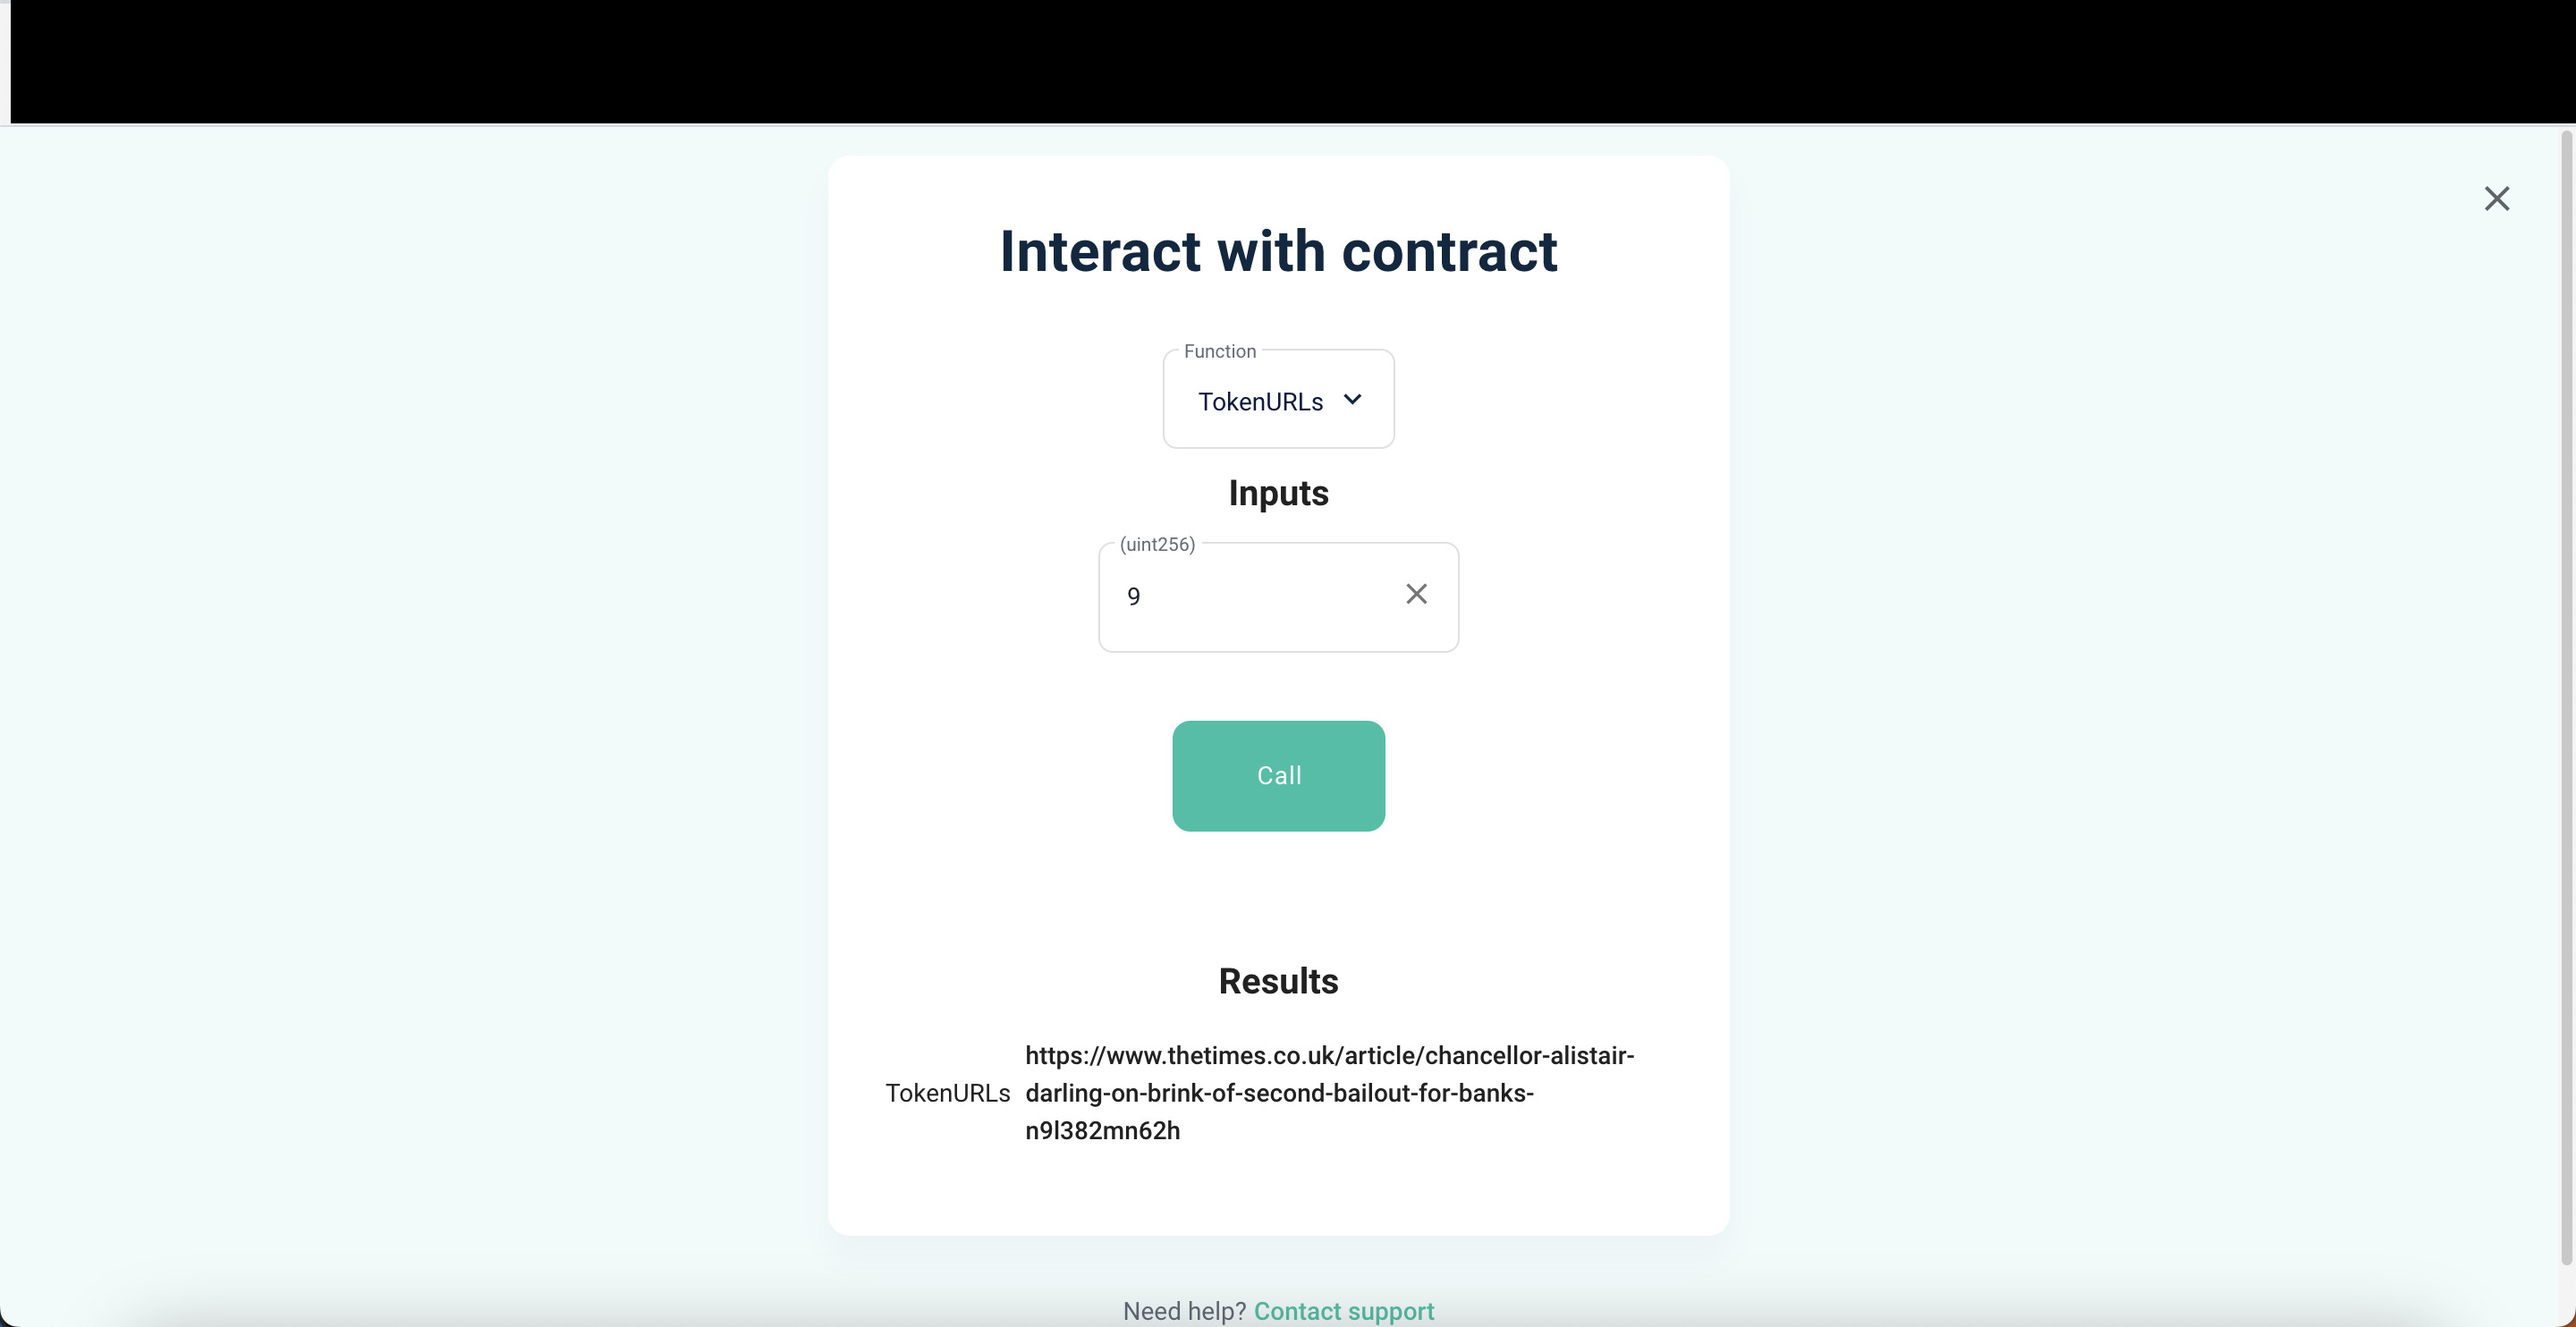 Interact with contract
Function
TokenURLs
Inputs
(uint256)
9
Call
Results
TokenURLs
https://www.thetimes.co.uk/article/chancellor-alistair-
darling-on-brink-of-second-bailout-for-banks-
n9l382mn62h
Need help? Contact support